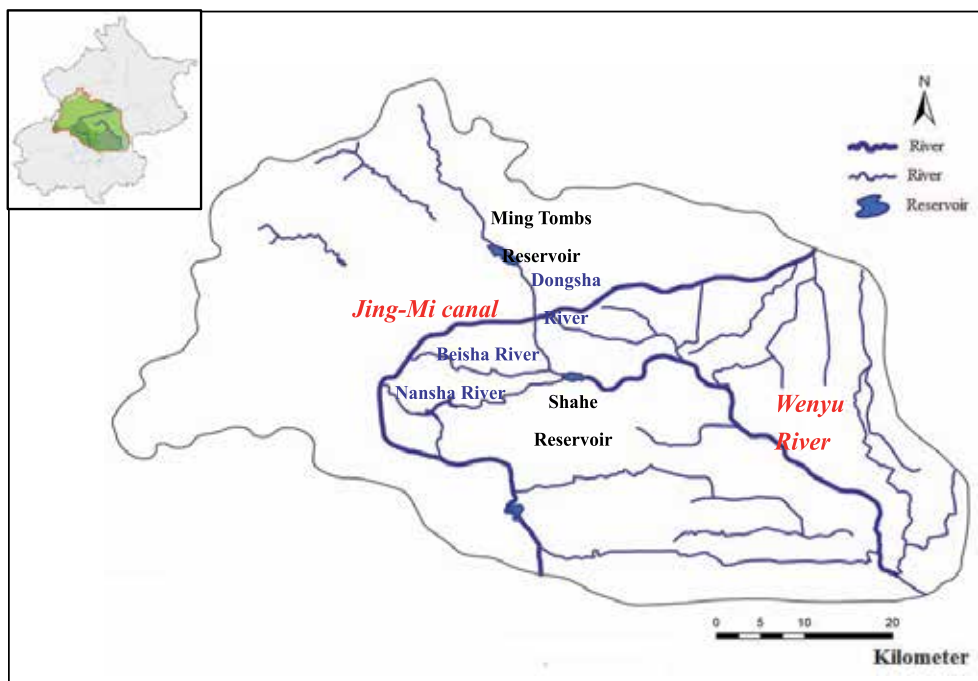 N
River
River
Reservoir
Ming Tombs
Reservoir
Dongsha
River
Jing-Mi canal
Beisha River
Nansha River
Shahe
Reservoir
Wenyu
River
0 5 10 20
Kilometer